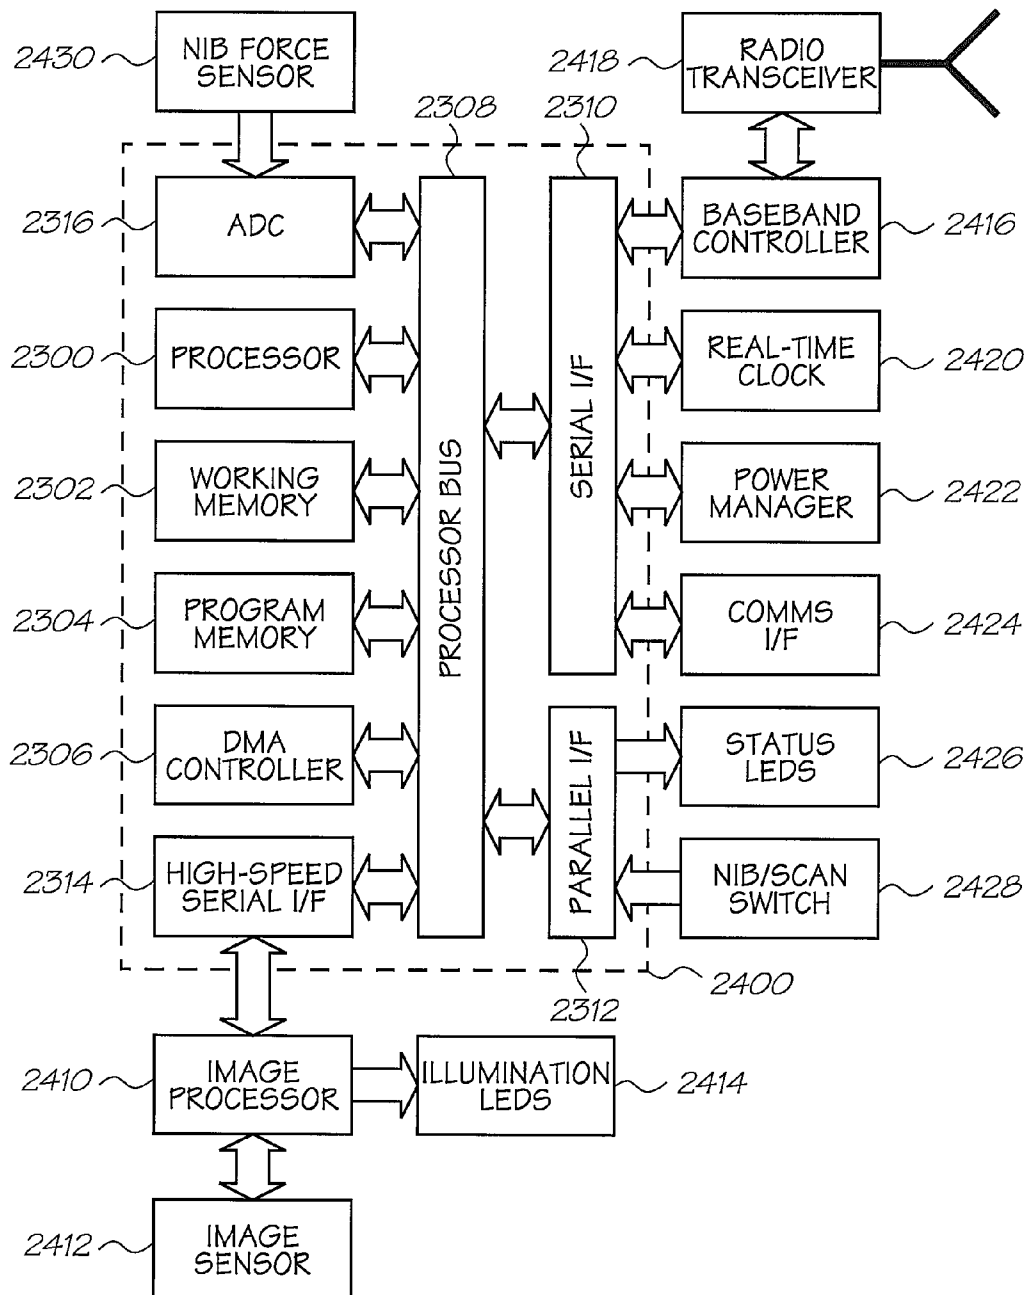 2430
NIB FORCE
SENSOR
2418
RADIO
TRANSCEIVER
2308
2310
2316
ADC
BASEBAND
CONTROLLER
2416
2300
PROCESSOR
REAL-TIME
CLOCK
2420
2302
WORKING
MEMORY
PROCESSOR BUS
SERIAL I/F
POWER
MANAGER
2422
2304
PROGRAM
MEMORY
COMMS
I/F
2424
2306
DMA
CONTROLLER
PARALLEL I/F
STATUS
LEDS
2426
2314
HIGH-SPEED
SERIAL I/F
NIB/SCAN
SWITCH
2428
2312
2400
2410
IMAGE
PROCESSOR
ILLUMINATION
LEDS
2414
2412
IMAGE
SENSOR